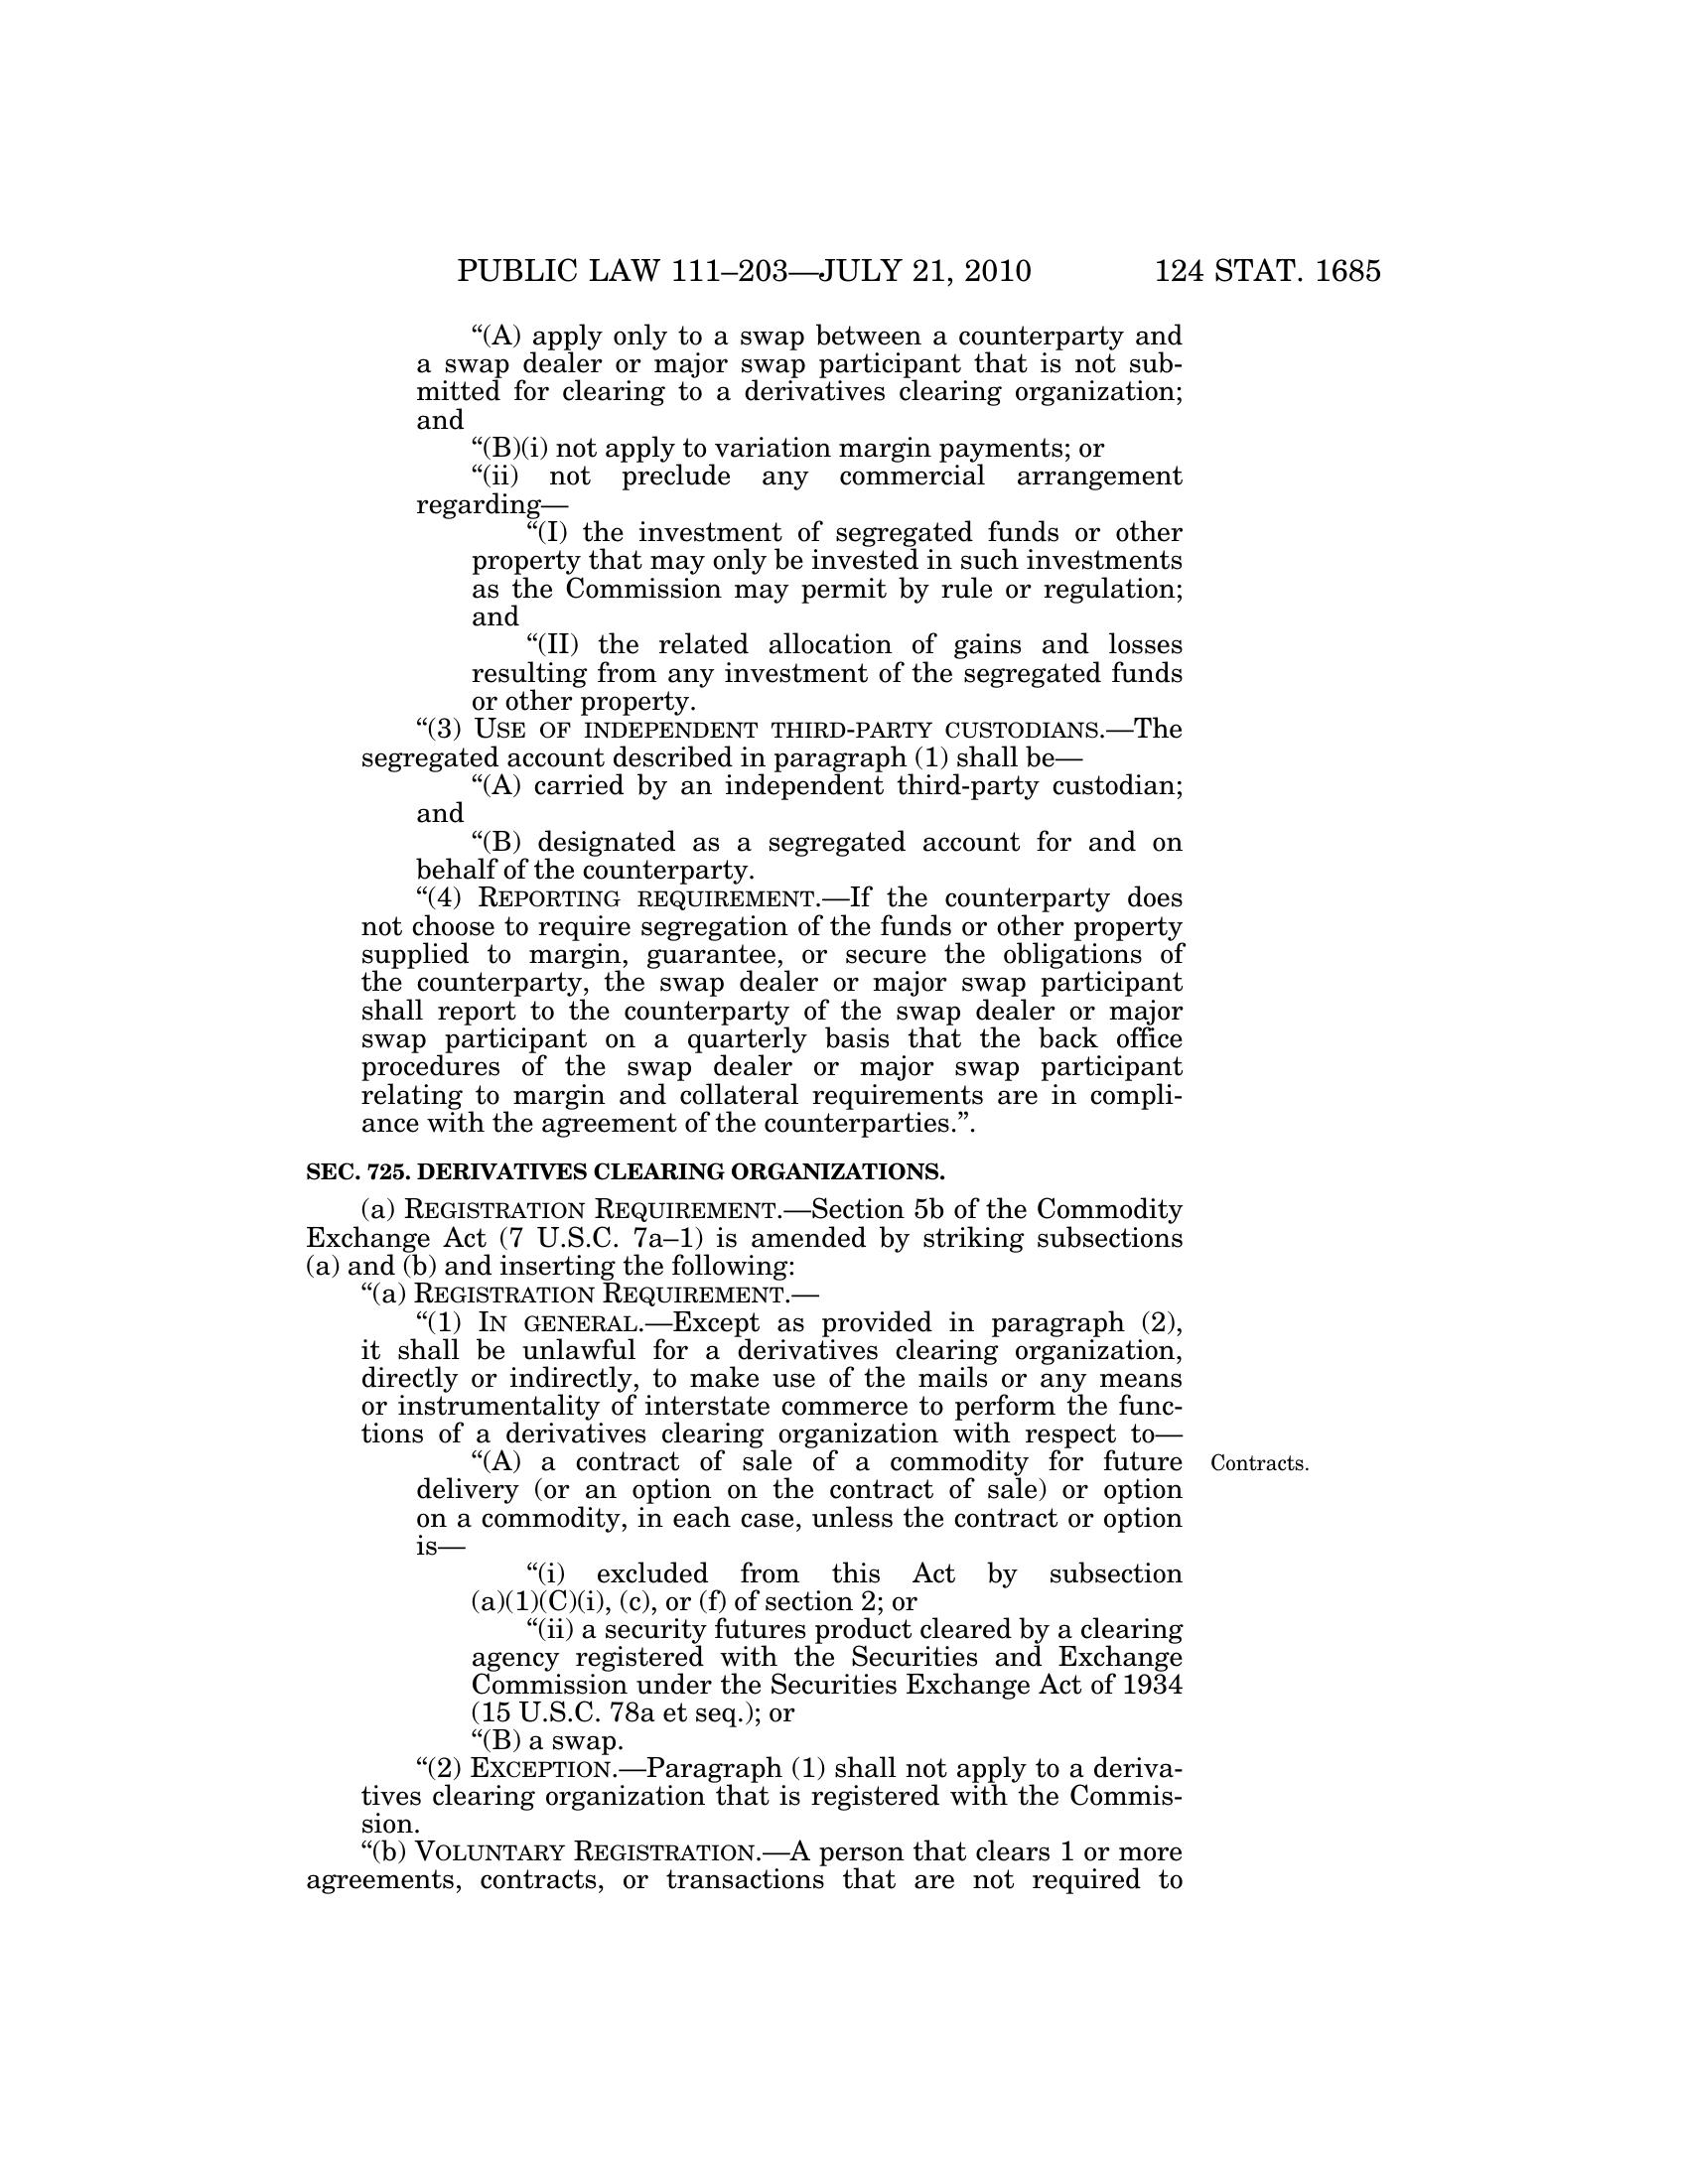 PUBLIC LAW 111–203—JULY 21, 2010 124 STAT. 1685
“(A) apply only to a swap between a counterparty and
a swap dealer or major swap participant that is not sub-
mitted for clearing to a derivatives clearing organization;
and
“(B)(i) not apply to variation margin payments; or
“(ii) not preclude any commercial arrangement
regarding—
“(I) the investment of segregated funds or other
property that may only be invested in such investments
as the Commission may permit by rule or regulation;
and
“(II) the related allocation of gains and losses
resulting from any investment of the segregated funds
or other property.
“(3) USE OF INDEPENDENT THIRD-PARTY CUSTODIANS.—The
segregated account described in paragraph (1) shall be—
“(A) carried by an independent third-party custodian;
and
“(B) designated as a segregated account for and on
behalf of the counterparty.
“(4) REPORTING REQUIREMENT.—If the counterparty does
not choose to require segregation of the funds or other property
supplied to margin, guarantee, or secure the obligations of
the counterparty, the swap dealer or major swap participant
shall report to the counterparty of the swap dealer or major
swap participant on a quarterly basis that the back office
procedures of the swap dealer or major swap participant
relating to margin and collateral requirements are in compli-
ance with the agreement of the counterparties.”.
SEC. 725. DERIVATIVES CLEARING ORGANIZATIONS.
(a) REGISTRATION REQUIREMENT.—Section 5b of the Commodity
Exchange Act (7 U.S.C. 7a–1) is amended by striking subsections
(a) and (b) and inserting the following:
“(a) REGISTRATION REQUIREMENT.—
“(1) IN GENERAL.—Except as provided in paragraph (2),
it shall be unlawful for a derivatives clearing organization,
directly or indirectly, to make use of the mails or any means
or instrumentality of interstate commerce to perform the func-
tions of a derivatives clearing organization with respect to—
“(A) a contract of sale of a commodity for future Contracts.
delivery (or an option on the contract of sale) or option
on a commodity, in each case, unless the contract or option
is—
“(i) excluded from this Act by subsection
(a)(1)(C)(i), (c), or (f) of section 2; or
“(ii) a security futures product cleared by a clearing
agency registered with the Securities and Exchange
Commission under the Securities Exchange Act of 1934
(15 U.S.C. 78a et seq.); or
“(B) a swap.
“(2) EXCEPTION.—Paragraph (1) shall not apply to a deriva-
tives clearing organization that is registered with the Commis-
sion.
“(b) VOLUNTARY REGISTRATION.—A person that clears 1 or more
agreements, contracts, or transactions that are not required to